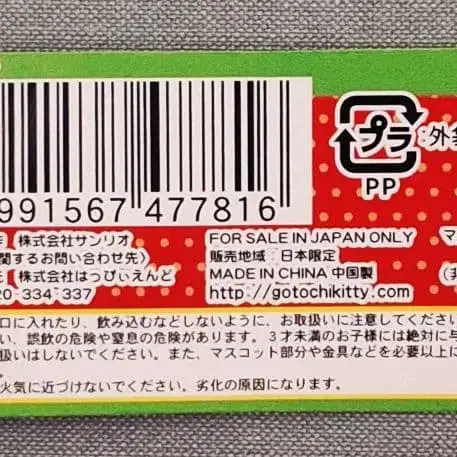 991567 477816
プラ :外
PP
株式会社サンリオ
関するお問い合わせ先）
株式会社はっぴぃえんど
20-334-337
FOR SALE IN JAPAN ONLY
販売地域：日本限定
MADE IN CHINA 中国製
http://gotochikitty.com/
口に入れたり、飲み込むなどしないように、お取扱いに注意してください
い、誤飲の危険や窒息の危険があります。３才未満のお子様には絶対に与
扱いはしないでください。また、マスコット部分や金具などを必要以上に
。
火気に近づけないでください。劣化の原因になります。